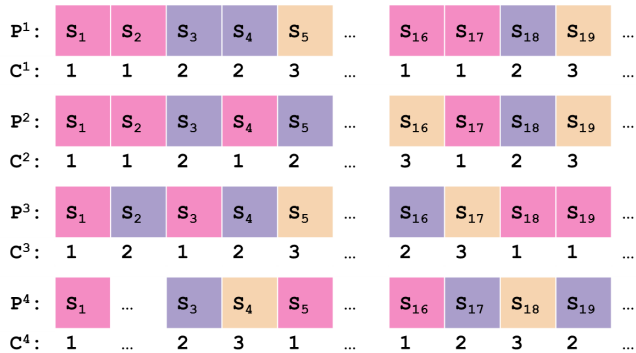 P¹: S₁ S₂ S₃ S₄ S₅ ... S₁₆ S₁₇ S₁₈ S₁₉ ...
C¹: 1 1 2 2 3 ... 1 1 2 3 ...
P²: S₁ S₂ S₃ S₄ S₅ ... S₁₆ S₁₇ S₁₈ S₁₉ ...
C²: 1 1 2 1 2 ... 3 1 2 3 ...
P³: S₁ S₂ S₃ S₄ S₅ ... S₁₆ S₁₇ S₁₈ S₁₉ ...
C³: 1 2 1 2 3 ... 2 3 1 1 ...
P⁴: S₁ ... S₃ S₄ S₅ ... S₁₆ S₁₇ S₁₈ S₁₉ ...
C⁴: 1 ... 2 3 1 ... 1 2 3 2 ...